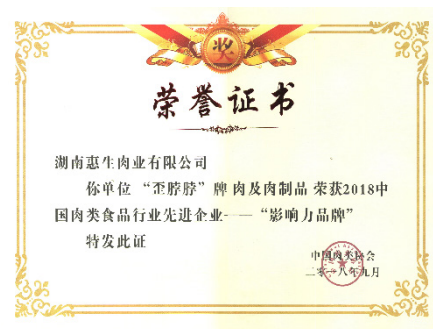 奖
荣誉证书
湖南惠生肉业有限公司
你单位“歪脖脖”牌 肉及肉制品 荣获2018中
国肉类食品行业先进企业——“影响力品牌”
特发此证
中国肉类协会
二零一八年九月